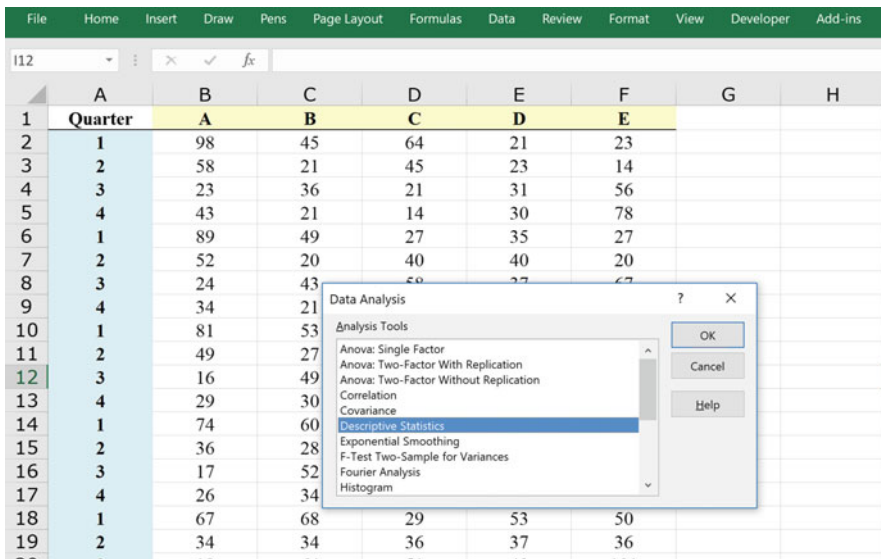 File Home Insert Draw Pens Page Layout Formulas Data Review Format View Developer Add-ins
I12 fx
A B C D E F G H
1 Quarter A B C D E
2 1 98 45 64 21 23
3 2 58 21 45 23 14
4 3 23 36 21 31 56
5 4 43 21 14 30 78
6 1 89 49 27 35 27
7 2 52 20 40 40 20
8 3 24 43
9 4 34 21
10 1 81 53
11 2 49 27
12 3 16 49
13 4 29 30
14 1 74 60
15 2 36 28
16 3 17 52
17 4 26 34
18 1 67 68 29 53 50
19 2 34 34 36 37 36
Data Analysis ? ×
Analysis Tools
Anova: Single Factor
Anova: Two-Factor With Replication
Anova: Two-Factor Without Replication
Correlation
Covariance
Descriptive Statistics
Exponential Smoothing
F-Test Two-Sample for Variances
Fourier Analysis
Histogram
OK
Cancel
Help